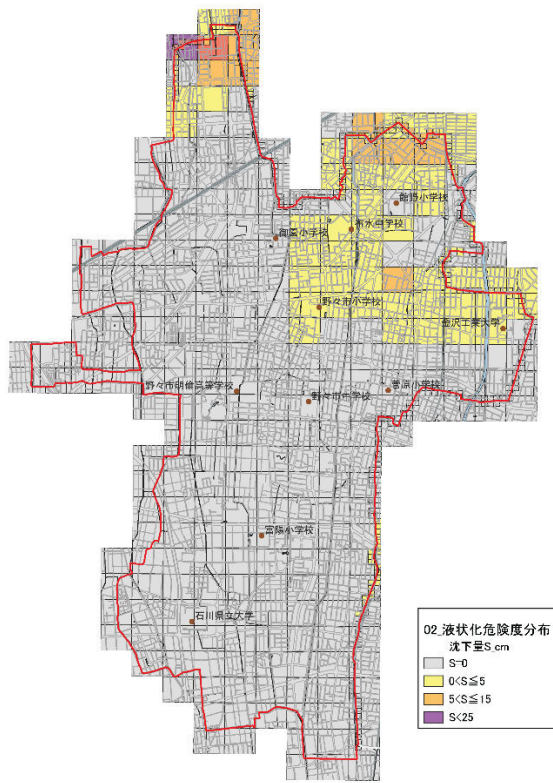 館野小学校
布水中学校
御園小学校
野々市小学校
金沢工業大学
野々市明倫高等学校
菅原小学校
野々市中学校
富陽小学校
石川県立大学
02_液状化危険度分布
沈下量S_cm
S=0
0<S≦5
5<S≦15
S<25